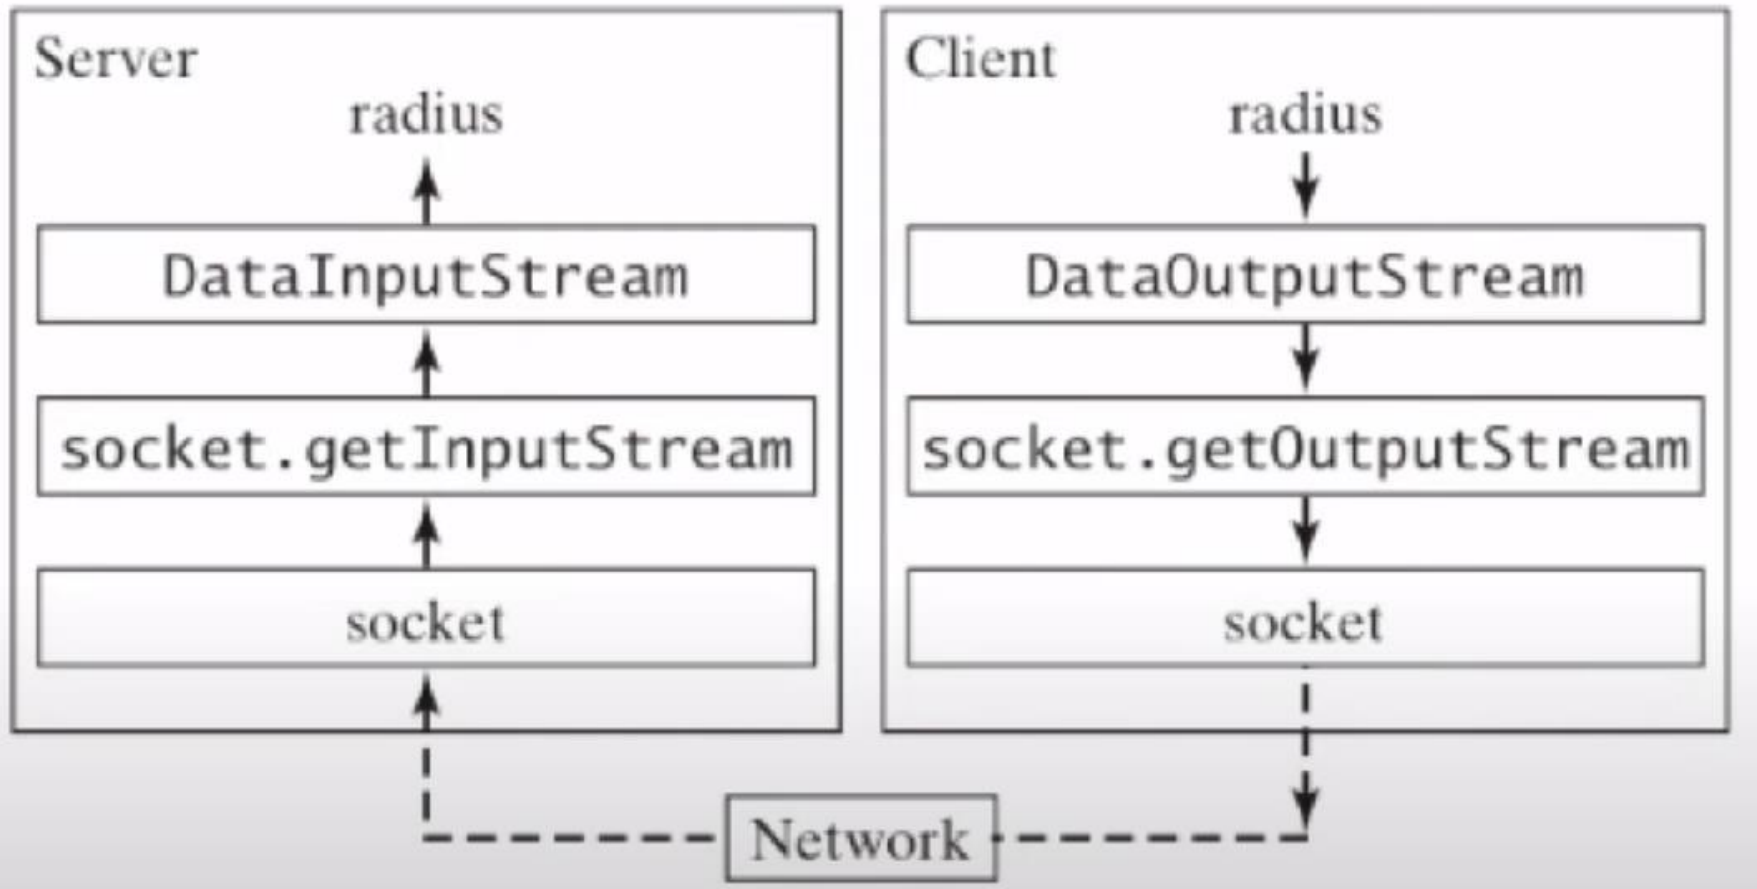 Server
radius
DataInputStream
socket.getInputStream
socket
Client
radius
DataOutputStream
socket.getOutputStream
socket
Network